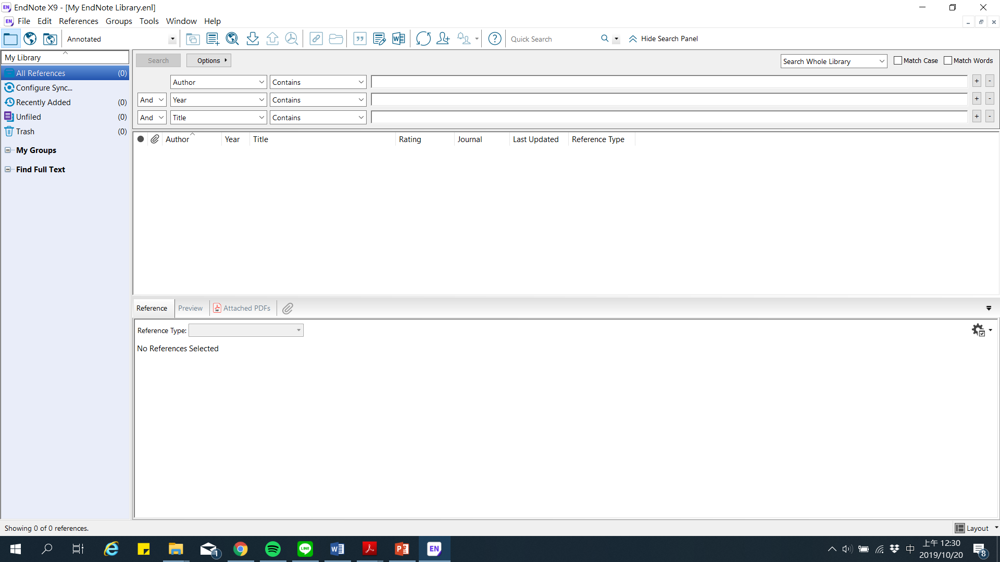 EN EndNote X9 - [My EndNote Library.enl]
EN File Edit References Groups Tools Window Help
Annotated Quick Search Hide Search Panel
My Library
All References (0)
Configure Sync...
Recently Added (0)
Unfiled (0)
Trash (0)
My Groups
Find Full Text
Search Options Search Whole Library Match Case Match Words
Author Contains + -
And Year Contains + -
And Title Contains + -
Author Year Title Rating Journal Last Updated Reference Type
Reference Preview Attached PDFs
Reference Type:
No References Selected
Showing 0 of 0 references. Layout
1 LINE EN 中 上午 12:30
2019/10/20 8